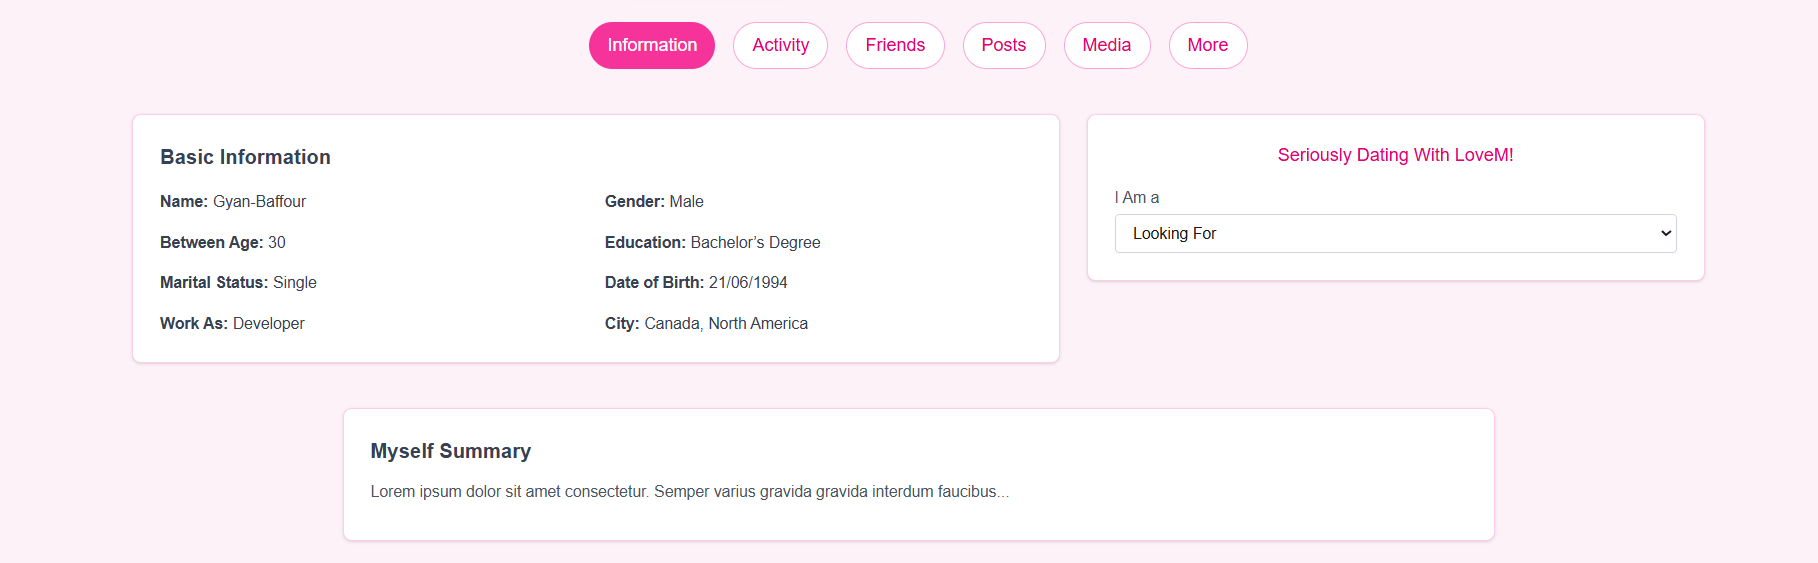 Information Activity Friends Posts Media More
Basic Information
Name: Gyan-Baffour
Gender: Male
Between Age: 30
Education: Bachelor’s Degree
Marital Status: Single
Date of Birth: 21/06/1994
Work As: Developer
City: Canada, North America
Seriously Dating With LoveM!
I Am a
Looking For
Myself Summary
Lorem ipsum dolor sit amet consectetur. Semper varius gravida gravida interdum faucibus...